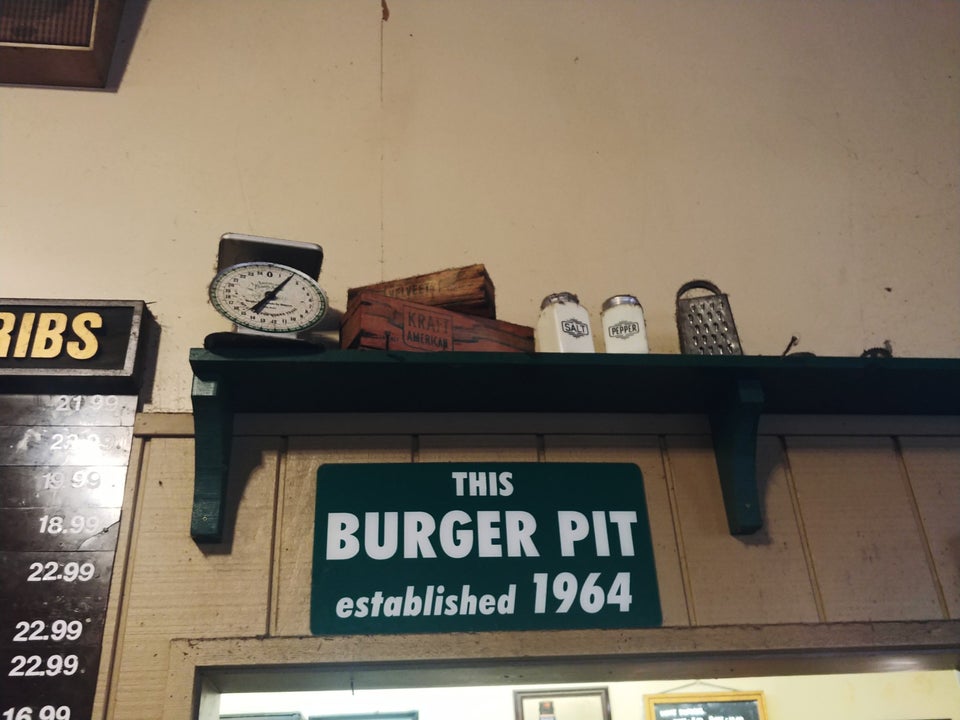 RIBS
21.99
19.99
18.99
22.99
22.99
22.99
16.99
KRAFT
AMERICAN
SALT
PEPPER
THIS
BURGER PIT
established 1964